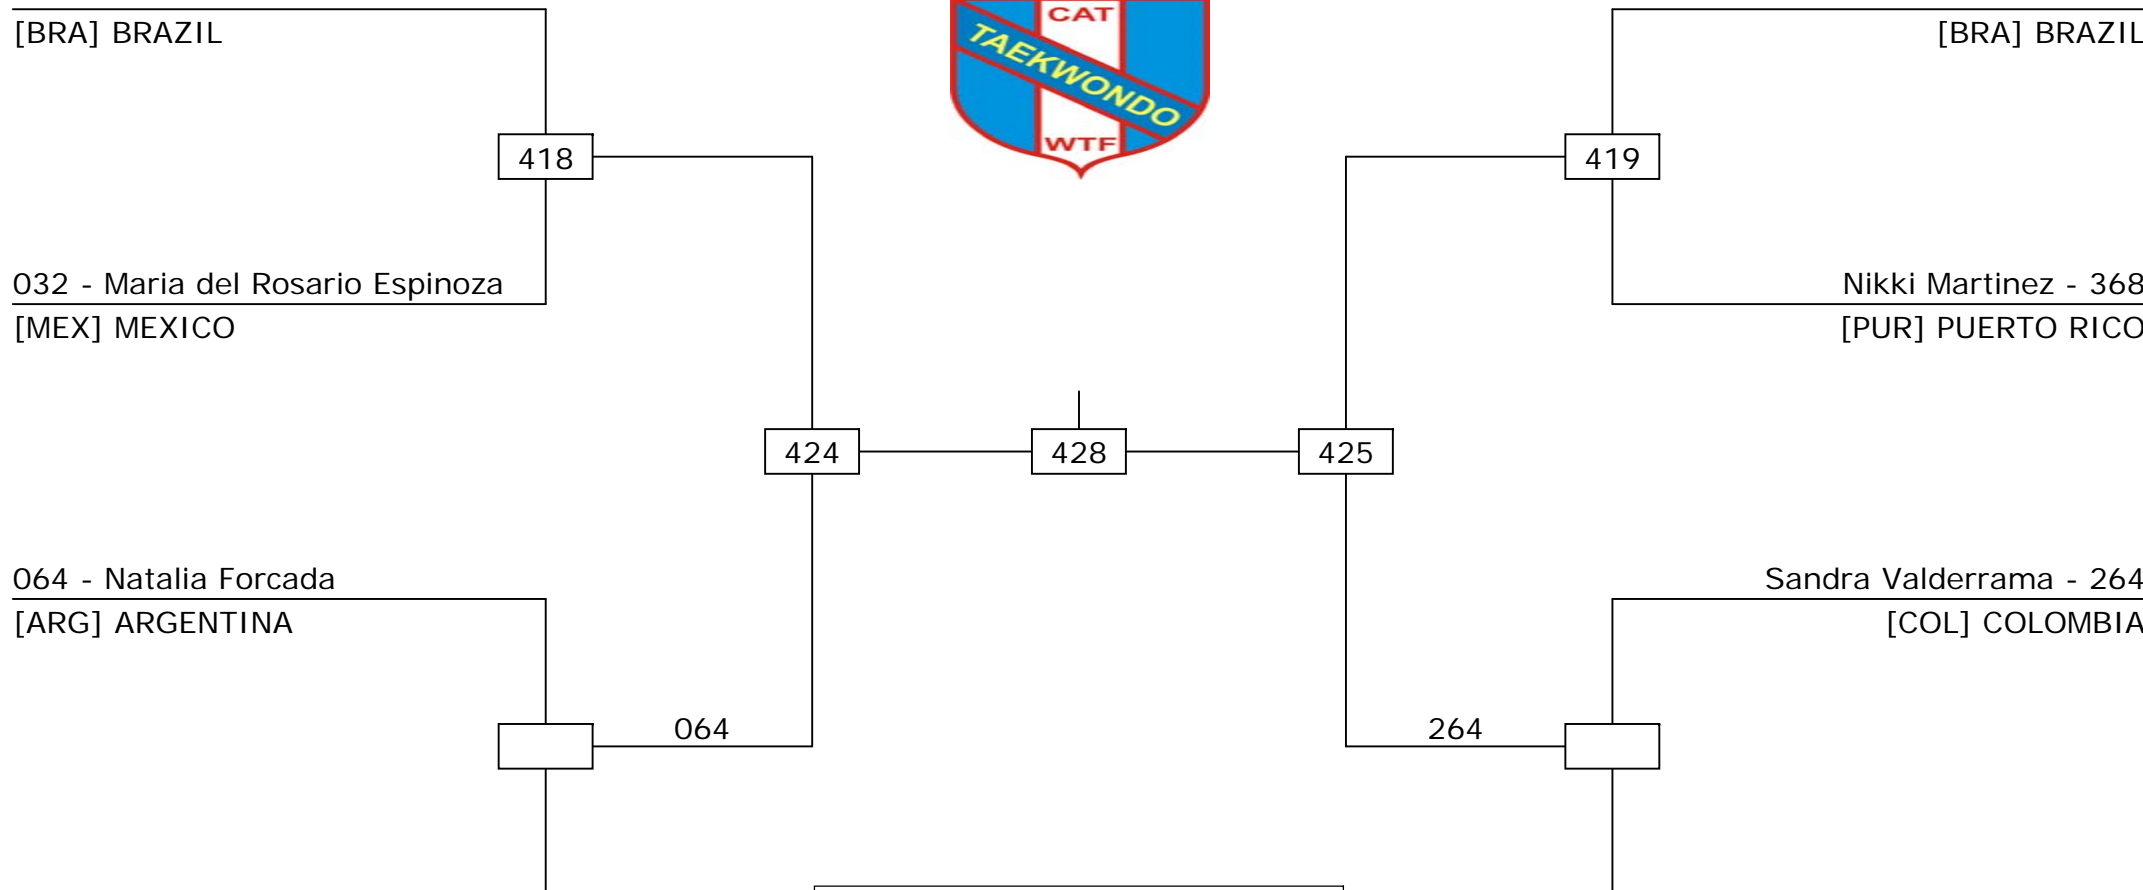 CAT
TAEKWONDO
WTF
[BRA] BRAZIL
[BRA] BRAZIL
418
419
032 - Maria del Rosario Espinoza
Nikki Martinez - 368
[MEX] MEXICO
[PUR] PUERTO RICO
424
428
425
064 - Natalia Forcada
Sandra Valderrama - 264
[ARG] ARGENTINA
[COL] COLOMBIA
064
264